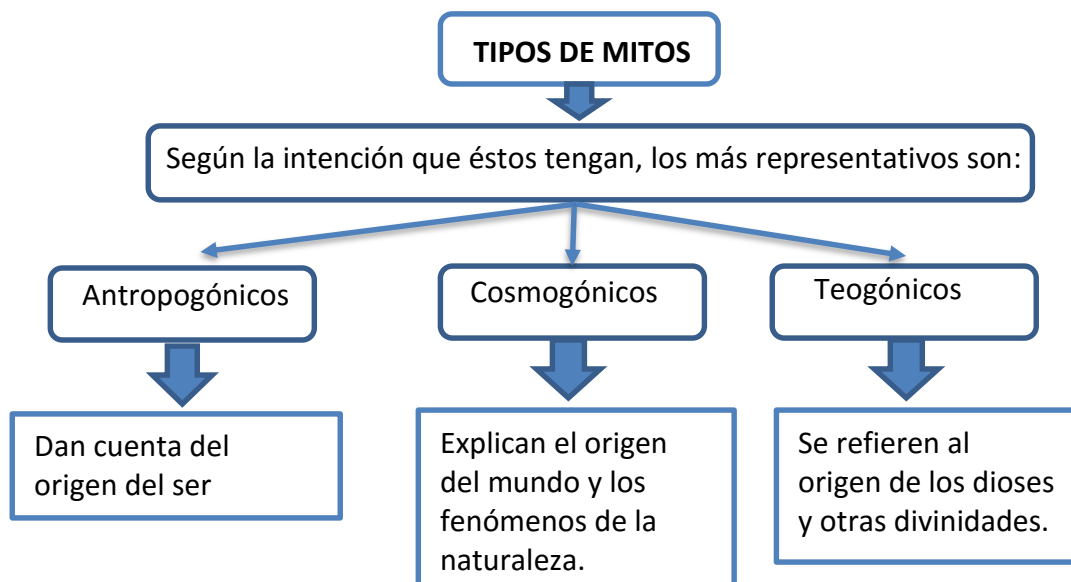 TIPOS DE MITOS
Según la intención que éstos tengan, los más representativos son:
Antropogónicos
Cosmogónicos
Teogónicos
Dan cuenta del
origen del ser
Explican el origen
del mundo y los
fenómenos de la
naturaleza.
Se refieren al
origen de los dioses
y otras divinidades.